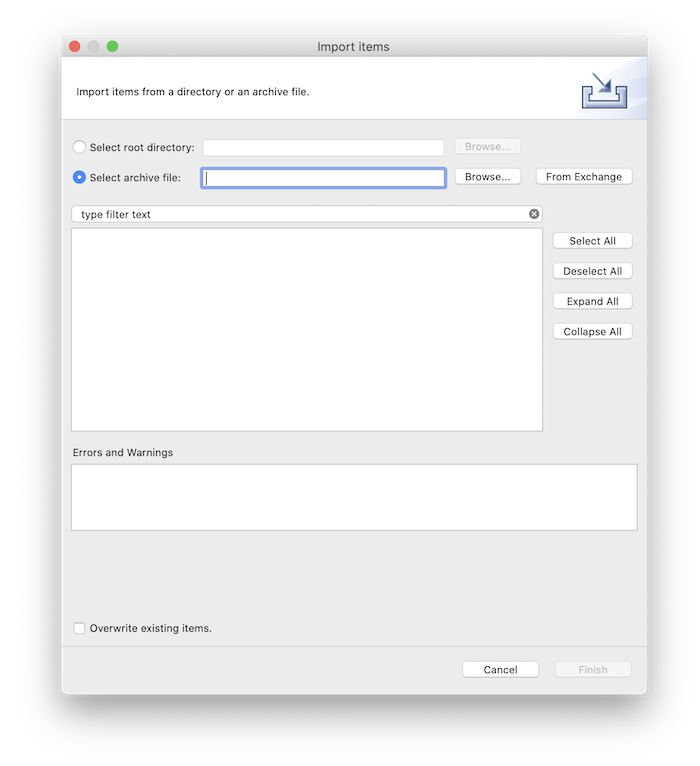 Import items
Import items from a directory or an archive file.
Select root directory:
Browse...
Select archive file:
Browse...
From Exchange
type filter text
Select All
Deselect All
Expand All
Collapse All
Errors and Warnings
Overwrite existing items.
Cancel
Finish